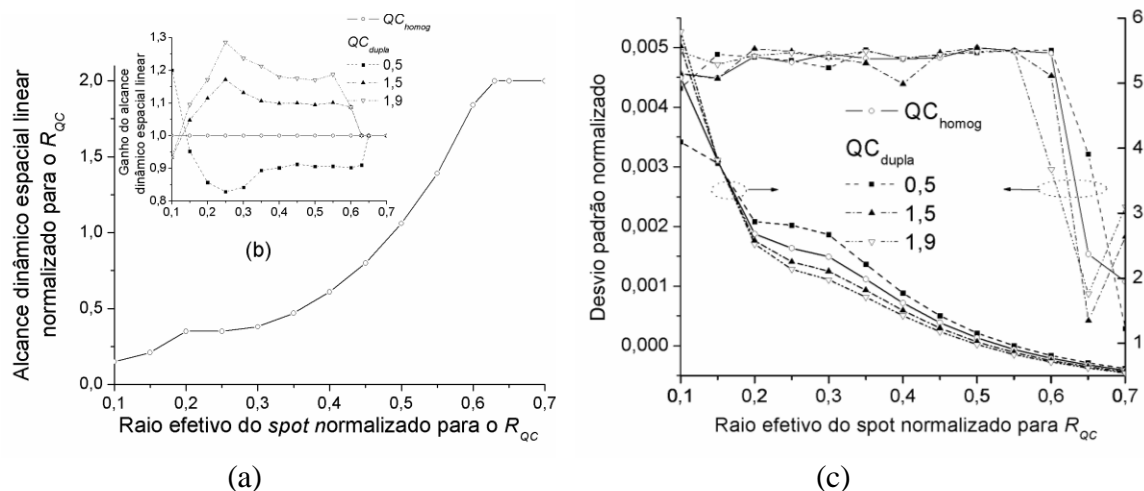 QC_homog
QC_dupla
0,5
1,5
1,9
Ganho do alcance
dinâmico espacial linear
1,3
1,2
1,1
1,0
0,9
0,8
0,1 0,2 0,3 0,4 0,5 0,6 0,7
(b)
Alcance dinâmico espacial linear
normalizado para o R_QC
2,0
1,5
1,0
0,5
0,0
0,1 0,2 0,3 0,4 0,5 0,6 0,7
Raio efetivo do spot normalizado para o R_QC
(a)
Desvio padrão normalizado
0,005
0,004
0,003
0,002
0,001
0,000
QC_homog
QC_dupla
0,5
1,5
1,9
6
5
4
3
2
1
0,1 0,2 0,3 0,4 0,5 0,6 0,7
Raio efetivo do spot normalizado para R_QC
(c)